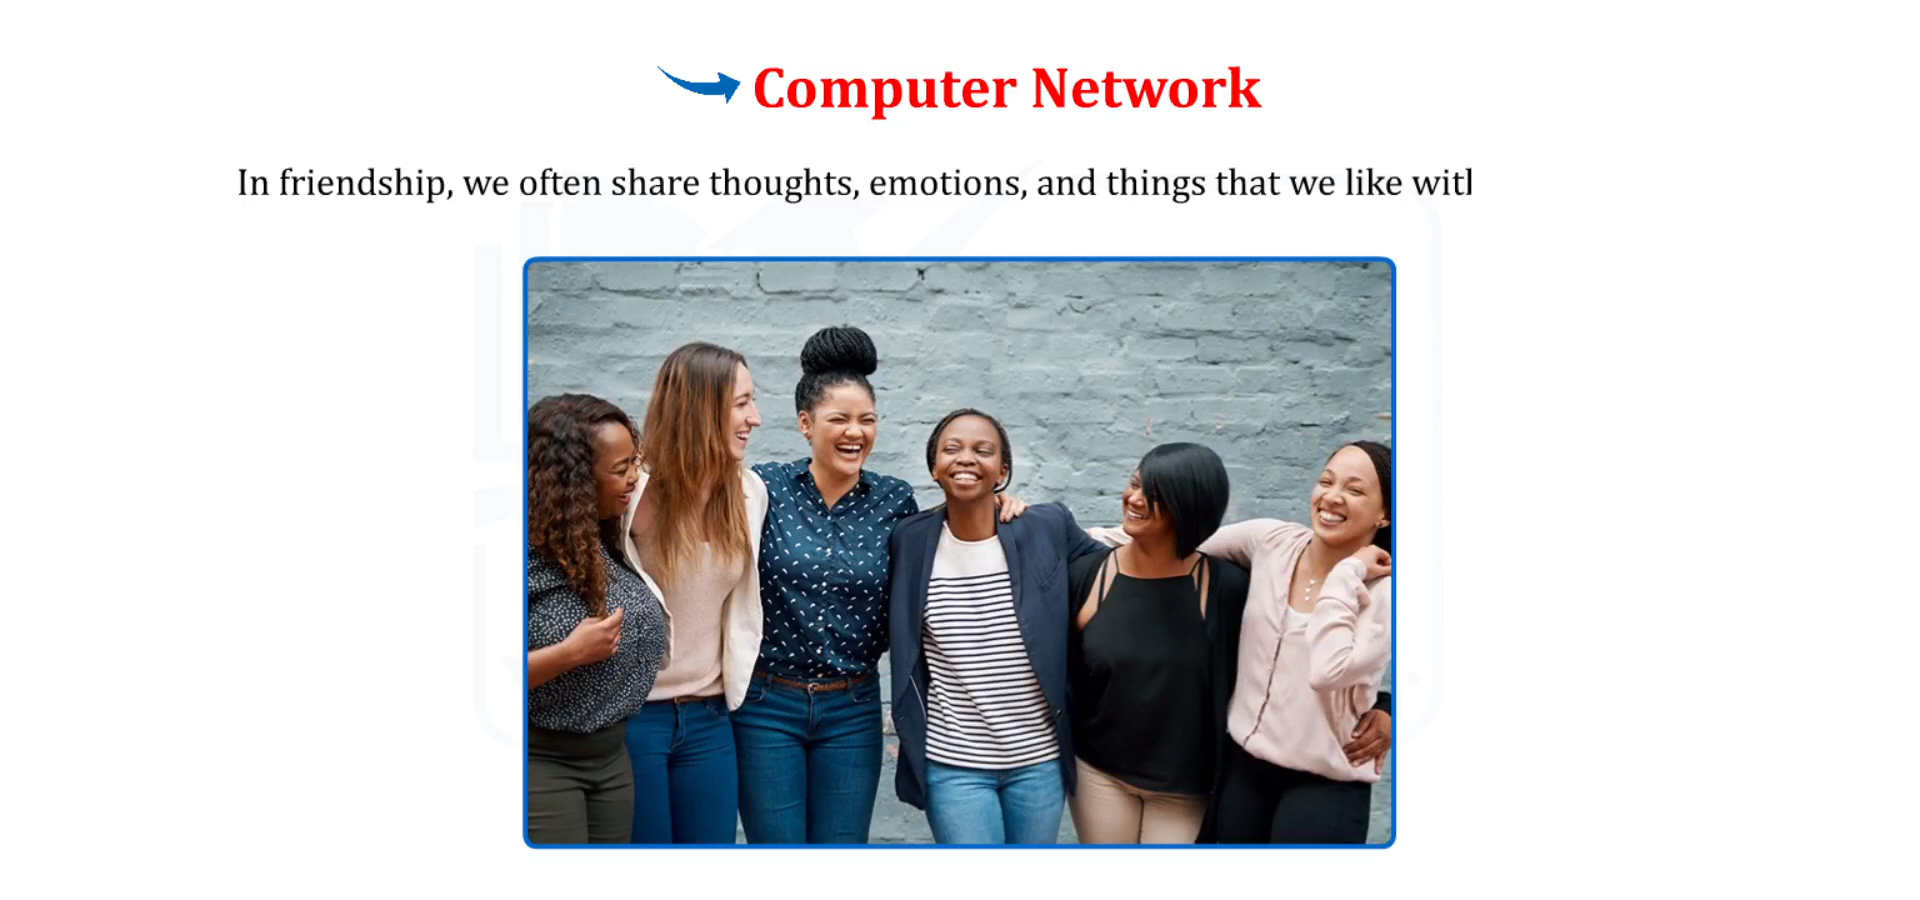 Computer Network
In friendship, we often share thoughts, emotions, and things that we like